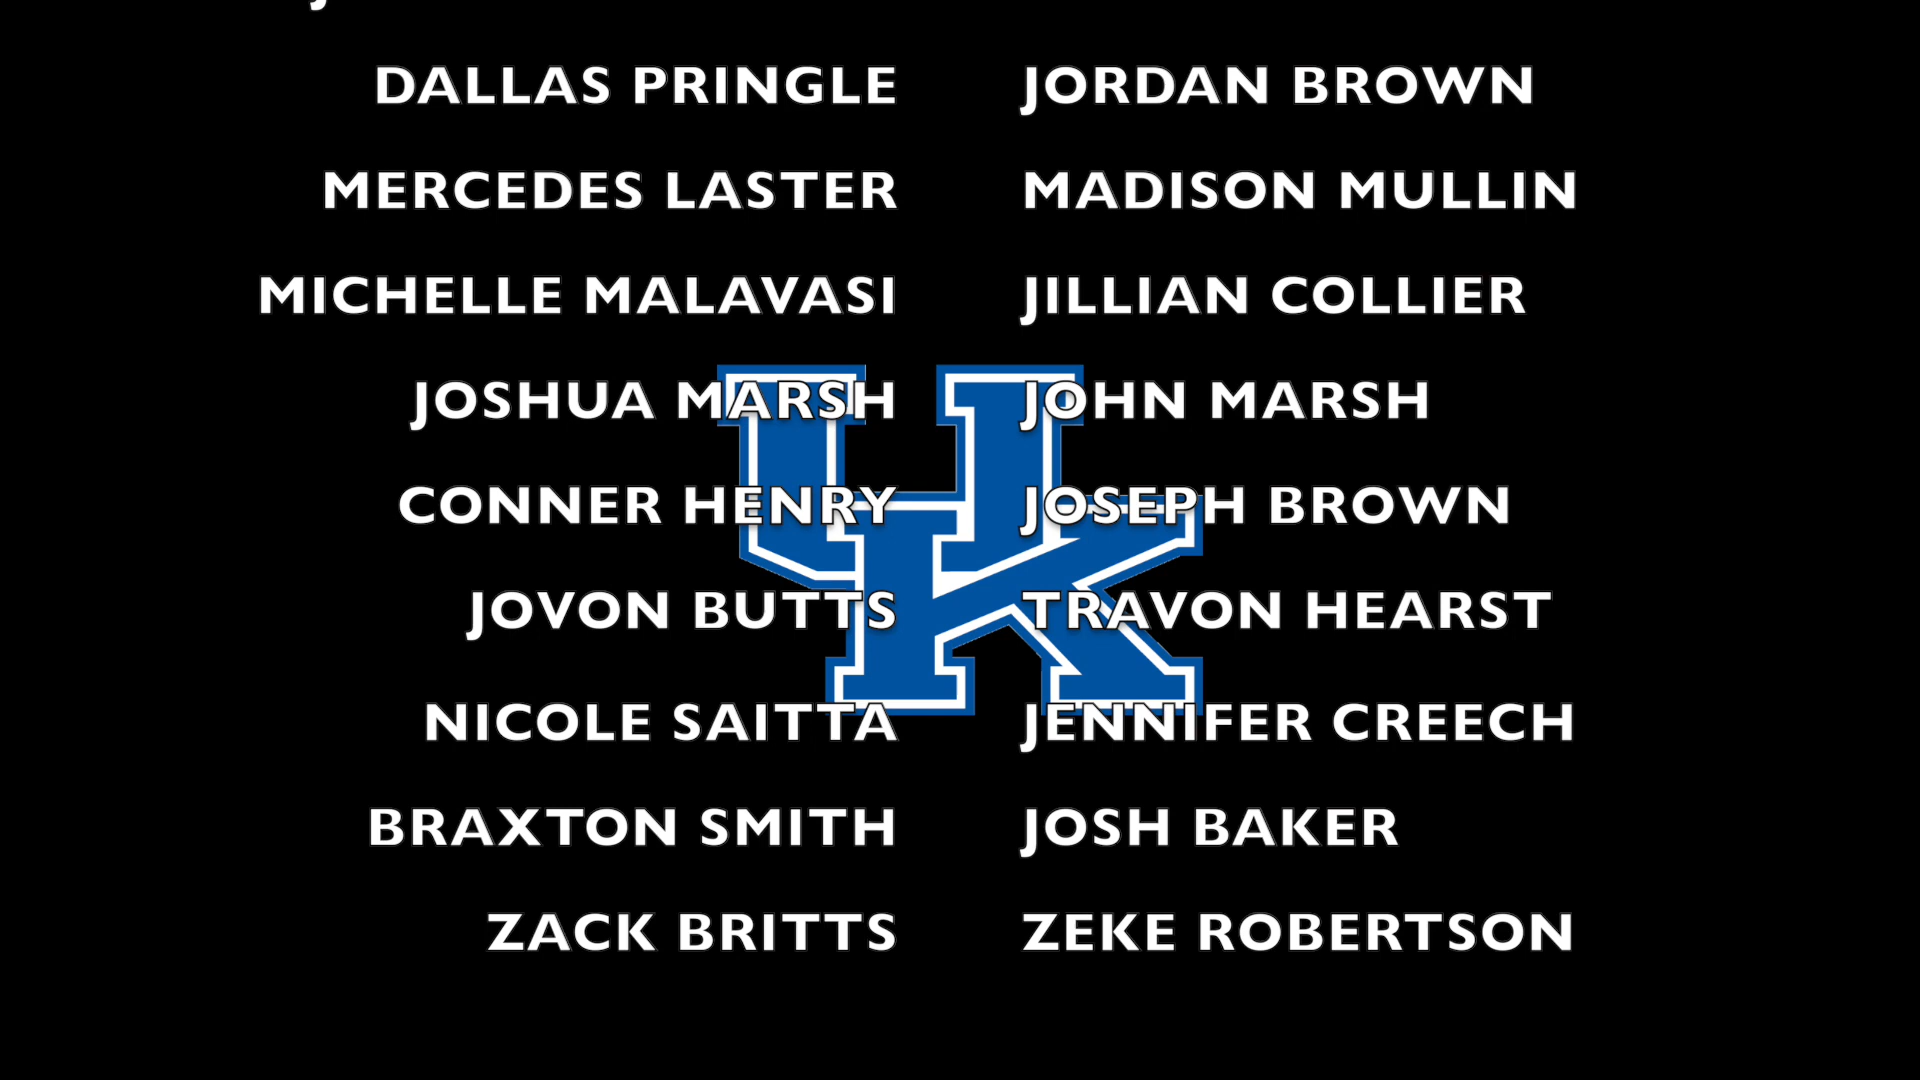 DALLAS PRINGLE JORDAN BROWN
MERCEDES LASTER MADISON MULLIN
MICHELLE MALAVASI JILLIAN COLLIER
JOSHUA MARSH JOHN MARSH
CONNER HENRY JOSEPH BROWN
JOVON BUTTS TRAVON HEARST
NICOLE SAITTA JENNIFER CREECH
BRAXTON SMITH JOSH BAKER
ZACK BRITTS ZEKE ROBERTSON
UK